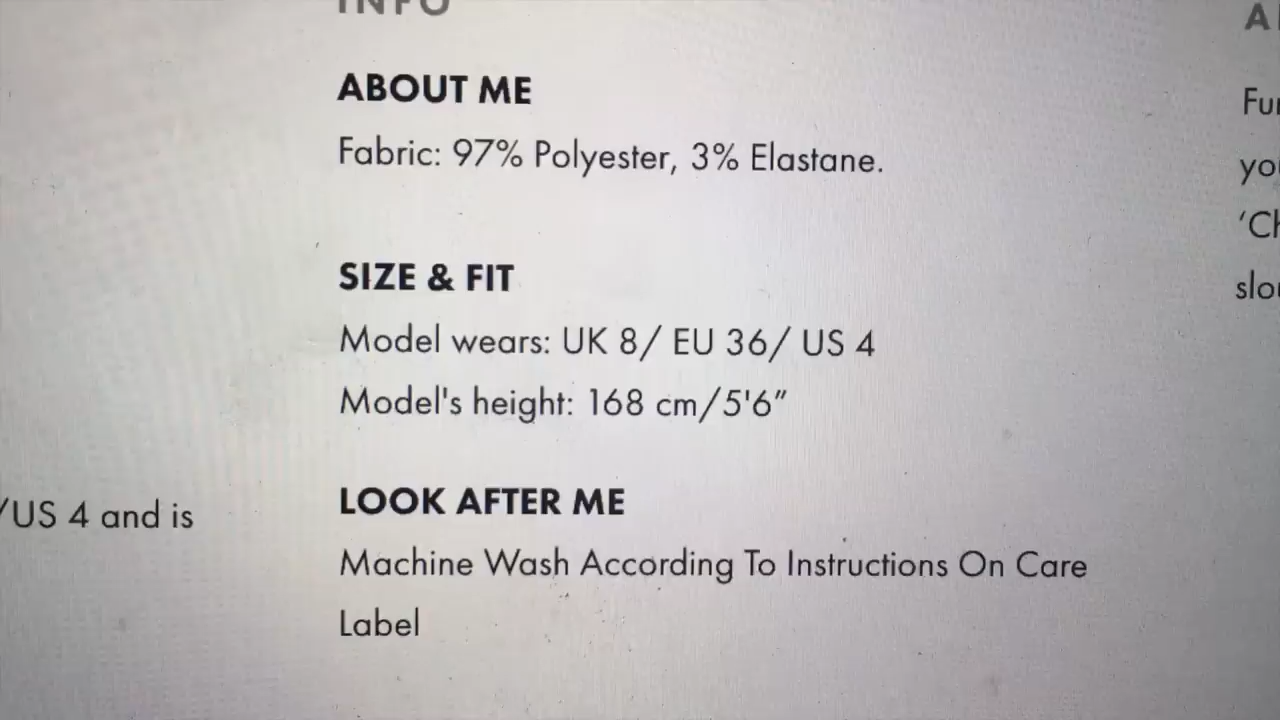 INFO
ABOUT ME
Fabric: 97% Polyester, 3% Elastane.
SIZE & FIT
Model wears: UK 8/ EU 36/ US 4
Model's height: 168 cm/5'6”
/US 4 and is
LOOK AFTER ME
Machine Wash According To Instructions On Care
Label